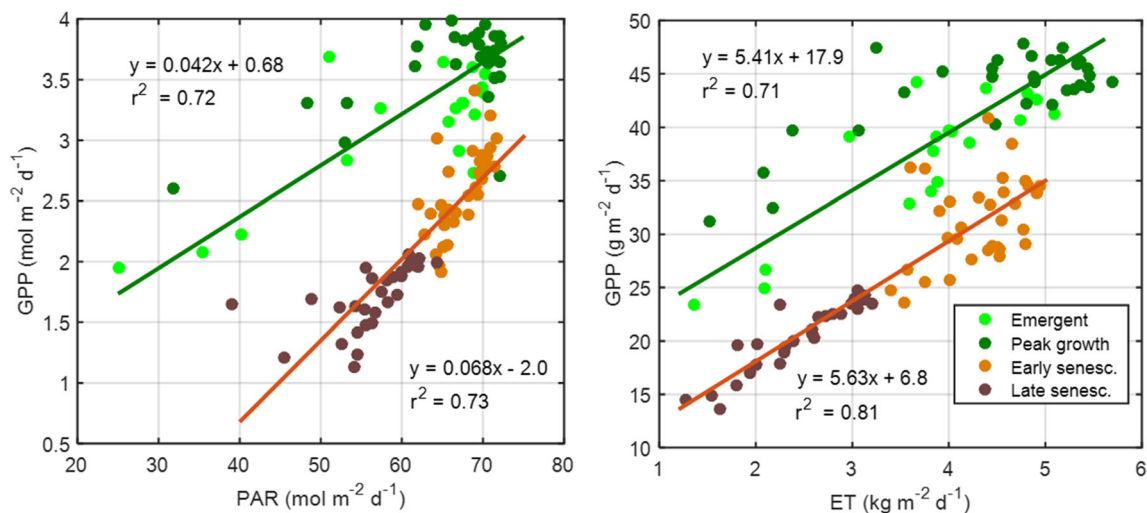 4
3.5
3
2.5
2
1.5
1
0.5
GPP (mol m⁻² d⁻¹)
y = 0.042x + 0.68
r² = 0.72
y = 0.068x - 2.0
r² = 0.73
20 30 40 50 60 70 80
PAR (mol m⁻² d⁻¹)
50
45
40
35
30
25
20
15
10
GPP (g m⁻² d⁻¹)
y = 5.41x + 17.9
r² = 0.71
Emergent
Peak growth
Early senesc.
Late senesc.
y = 5.63x + 6.8
r² = 0.81
1 2 3 4 5 6
ET (kg m⁻² d⁻¹)